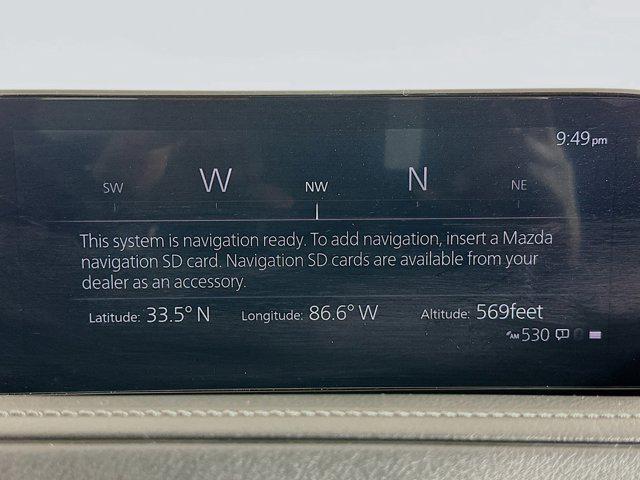 9:49pm
SW W NW N NE
This system is navigation ready. To add navigation, insert a Mazda
navigation SD card. Navigation SD cards are available from your
dealer as an accessory.
Latitude: 33.5° N Longitude: 86.6° W Altitude: 569feet
AM 530